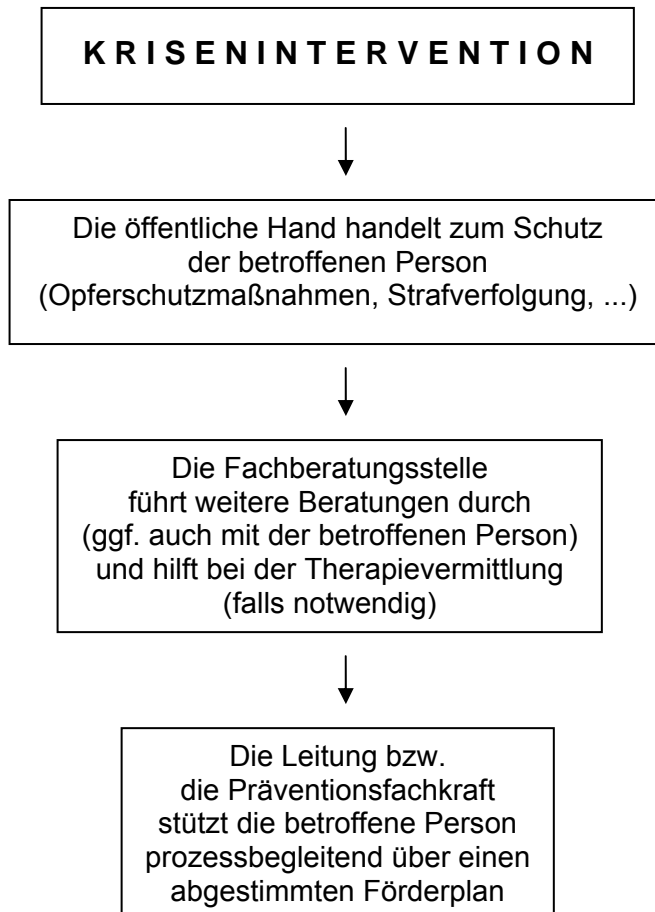 K R I S E N I N T E R V E N T I O N
Die öffentliche Hand handelt zum Schutz
der betroffenen Person
(Opferschutzmaßnahmen, Strafverfolgung, ...)
Die Fachberatungsstelle
führt weitere Beratungen durch
(ggf. auch mit der betroffenen Person)
und hilft bei der Therapievermittlung
(falls notwendig)
Die Leitung bzw.
die Präventionsfachkraft
stützt die betroffene Person
prozessbegleitend über einen
abgestimmten Förderplan